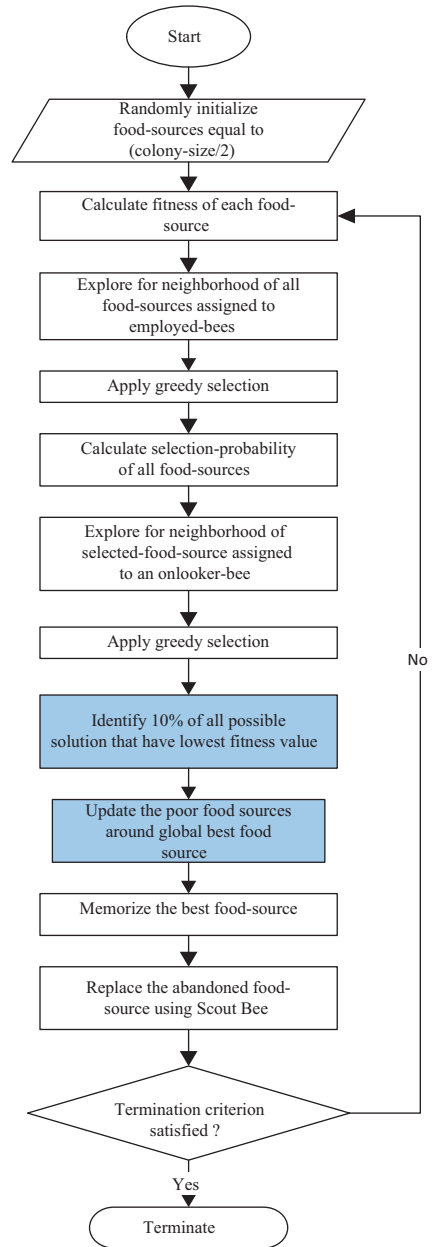 Start
Randomly initialize
food-sources equal to
(colony-size/2)
Calculate fitness of each food-
source
Explore for neighborhood of all
food-sources assigned to
employed-bees
Apply greedy selection
Calculate selection-probability
of all food-sources
Explore for neighborhood of
selected-food-source assigned
to an onlooker-bee
Apply greedy selection
No
Identify 10% of all possible
solution that have lowest fitness value
Update the poor food sources
around global best food
source
Memorize the best food-source
Replace the abandoned food-
source using Scout Bee
Termination criterion
satisfied ?
Yes
Terminate